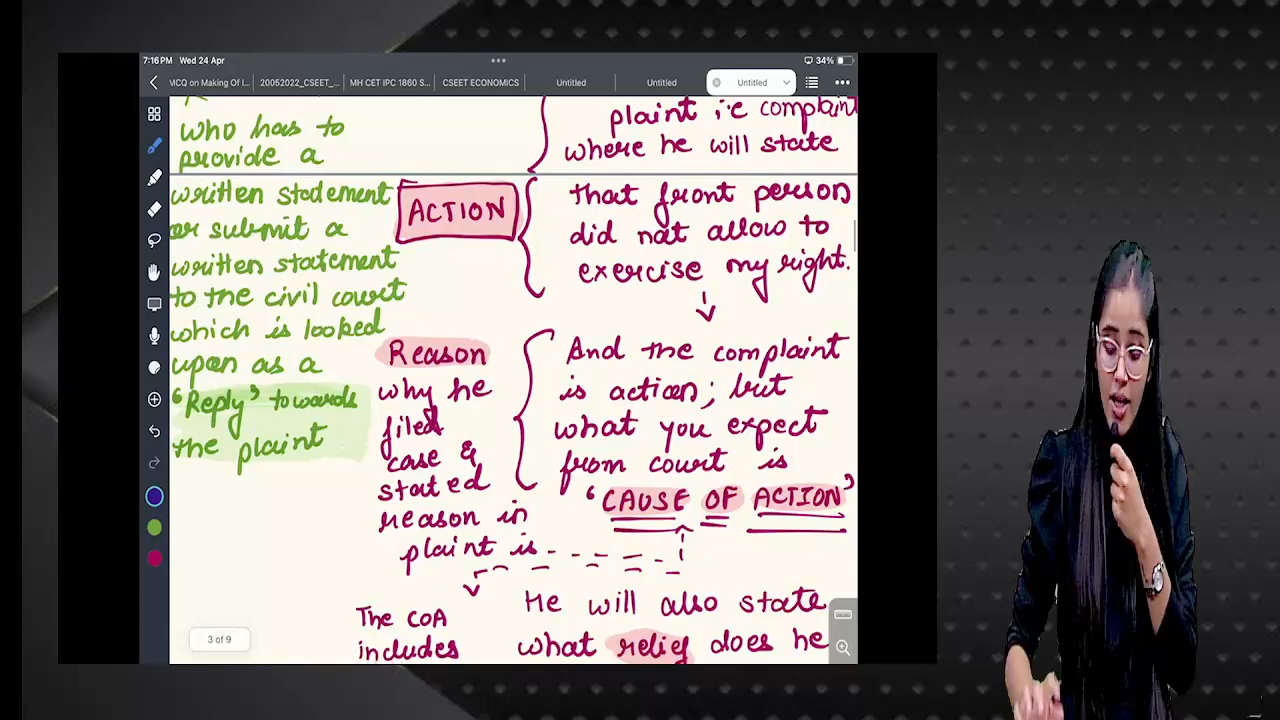 7:16 PM Wed 24 Apr
34%
MCQ on Making Of I...
20052022_CSEET_...
MH CET IPC 1860 S...
CSEET ECONOMICS
Untitled
Untitled
Untitled
who has to
provide a
written statement
or submit a
written statement
to the civil court
which is looked
upon as a
"Reply" towards
the plaint
ACTION
plaint i.e complaint
where he will state
that front person
did not allow to
exercise my right.
Reason
why he
filed
case &
stated
reason in
plaint is
And the complaint
is action; but
what you expect
from court is
"CAUSE OF ACTION"
The COA
includes
He will also state
what relief does he
3 of 9